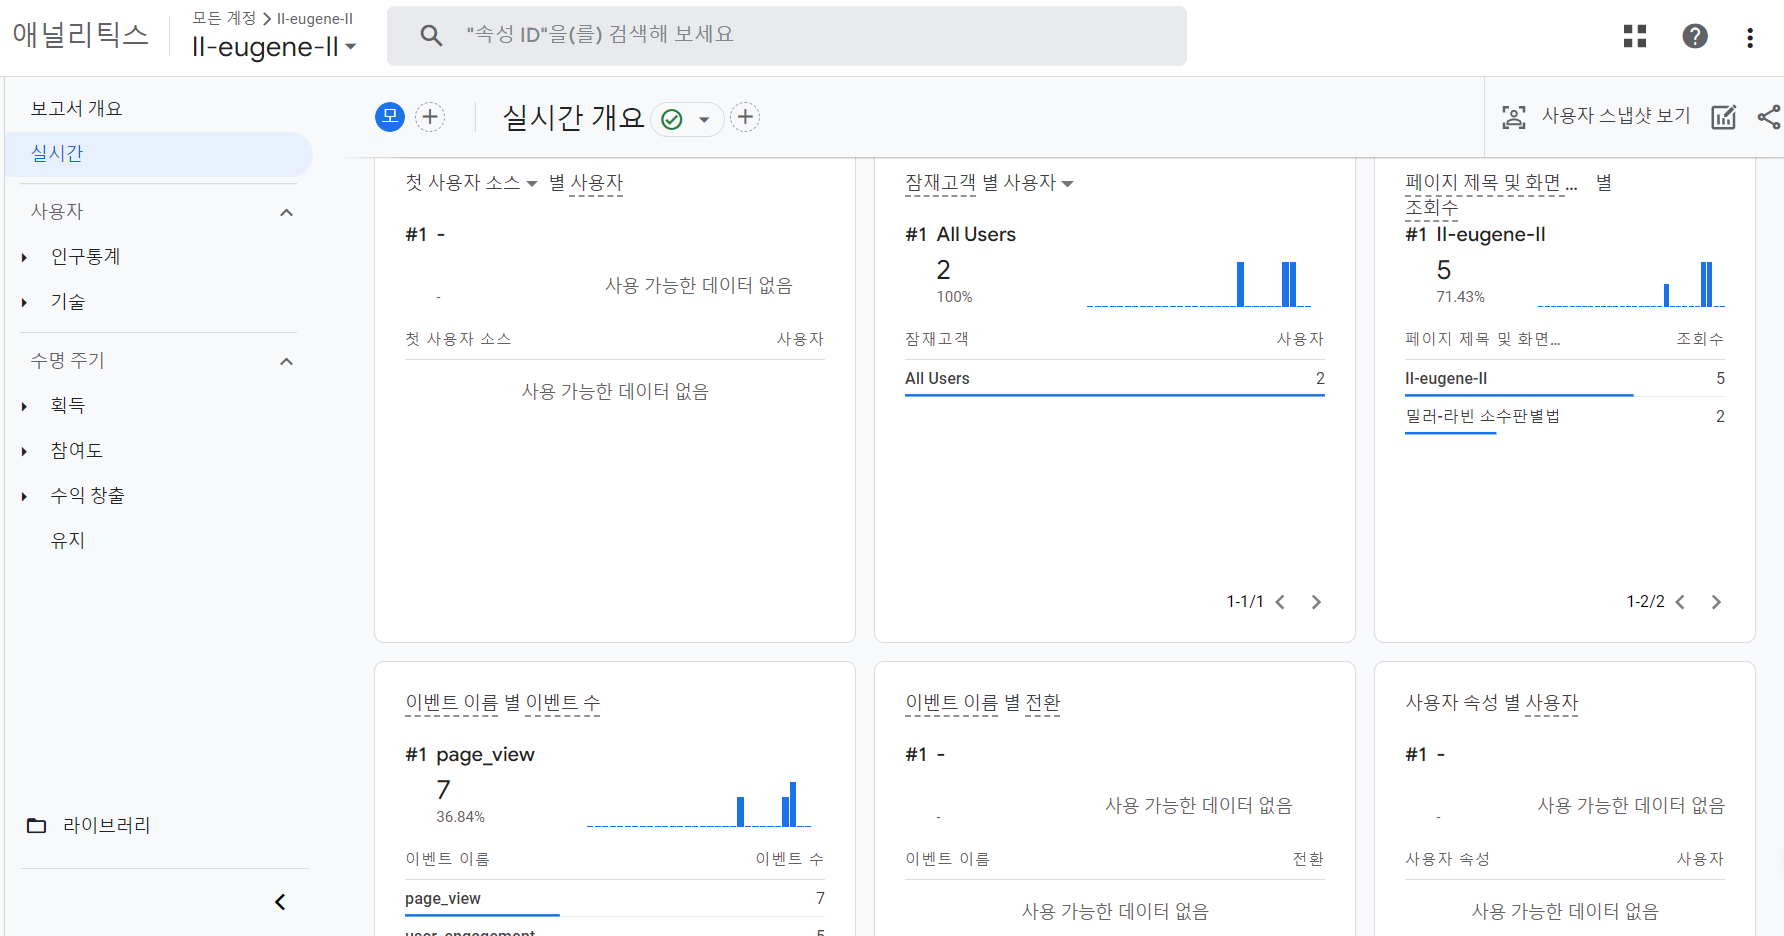 애널리틱스
모든 계정 > ll-eugene-ll
ll-eugene-ll
"속성 ID"을(를) 검색해 보세요
보고서 개요
실시간
사용자
인구통계
기술
수명 주기
획득
참여도
수익 창출
유지
라이브러리
모
실시간 개요
사용자 스냅샷 보기
첫 사용자 소스 별 사용자
#1 -
-
사용 가능한 데이터 없음
첫 사용자 소스 사용자
사용 가능한 데이터 없음
잠재고객 별 사용자
#1 All Users
2
100%
잠재고객 사용자
All Users 2
1-1/1
페이지 제목 및 화면 ... 별
조회수
#1 ll-eugene-ll
5
71.43%
페이지 제목 및 화면... 조회수
ll-eugene-ll 5
밀러-라빈 소수판별법 2
1-2/2
이벤트 이름 별 이벤트 수
#1 page_view
7
36.84%
이벤트 이름 이벤트 수
page_view 7
user_engagement 5
이벤트 이름 별 전환
#1 -
-
사용 가능한 데이터 없음
이벤트 이름 전환
사용 가능한 데이터 없음
사용자 속성 별 사용자
#1 -
-
사용 가능한 데이터 없음
사용자 속성 사용자
사용 가능한 데이터 없음